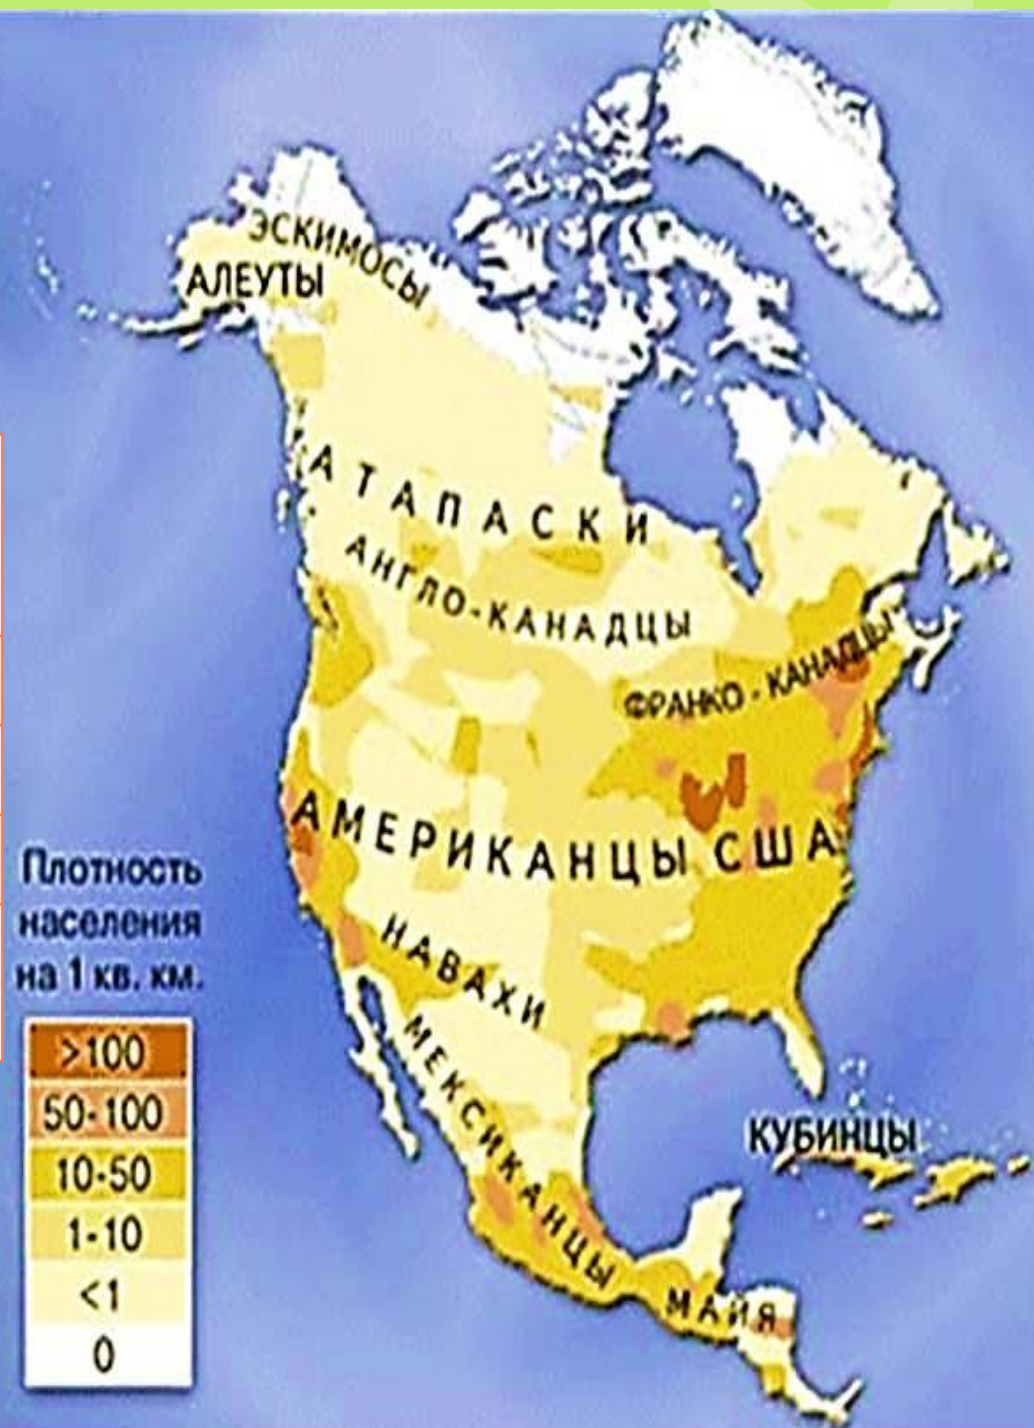 ЭСКИМОСЫ
АЛЕУТЫ
АТАПАСКИ
АНГЛО-КАНАДЦЫ
ФРАНКО - КАНАДЦЫ
АМЕРИКАНЦЫ США
НАВАХИ
МЕКСИКАНЦЫ
КУБИНЦЫ
МАЙЯ
Плотность
населения
на 1 кв. км.
>100
50-100
10-50
1-10
<1
0